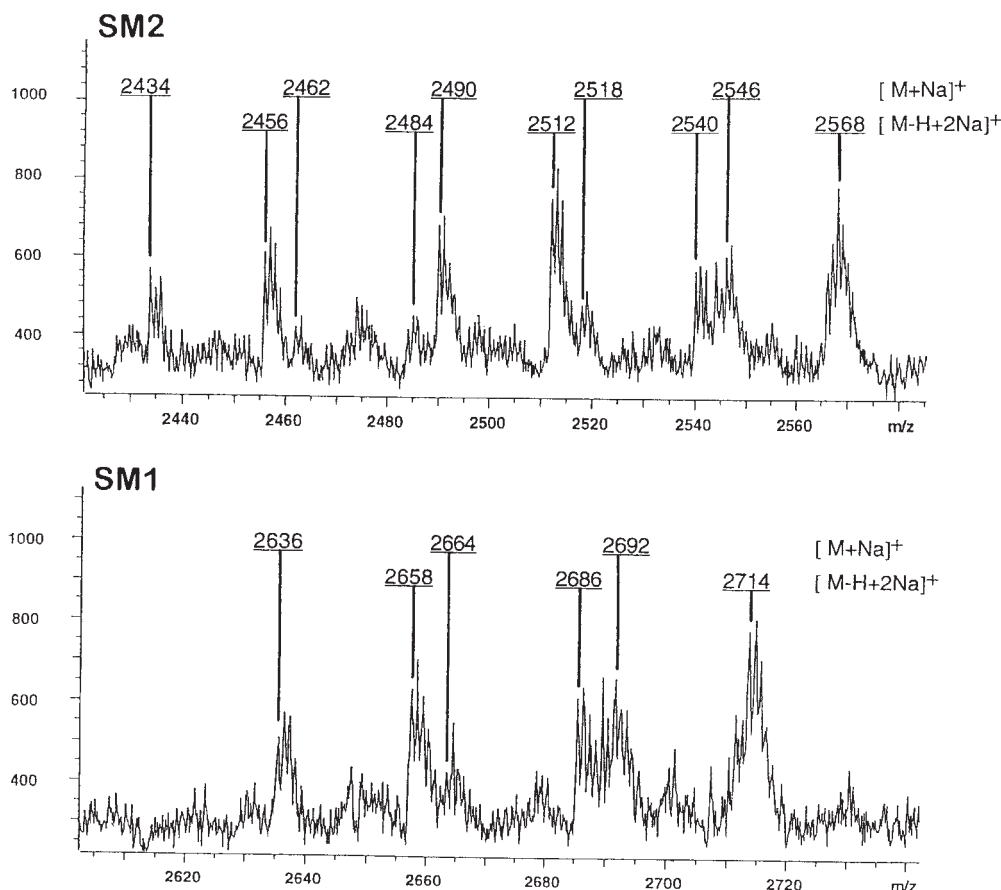 SM2
2434 2462 2490 2518 2546 [ M+Na]+
2456 2484 2512 2540 2568 [ M-H+2Na]+
1000
800
600
400
2440 2460 2480 2500 2520 2540 2560 m/z
SM1
2636 2664 2692 [ M+Na]+
2658 2686 2714 [ M-H+2Na]+
1000
800
600
400
2620 2640 2660 2680 2700 2720 m/z